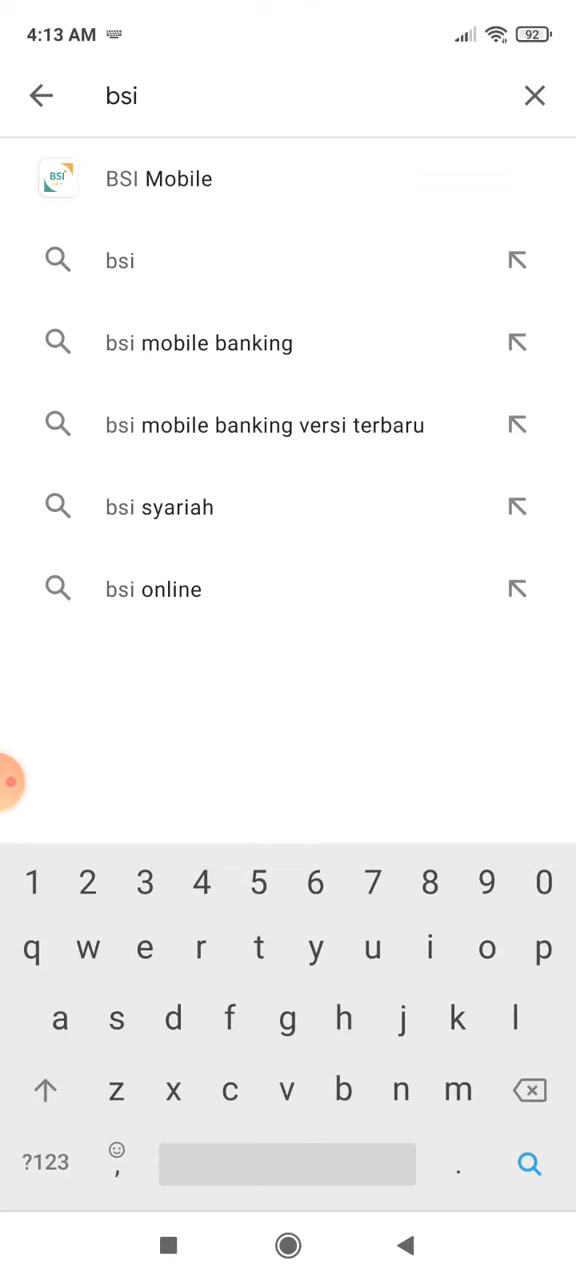 4:13 AM
92
bsi
BSI
BSI Mobile
bsi
bsi mobile banking
bsi mobile banking versi terbaru
bsi syariah
bsi online
1 2 3 4 5 6 7 8 9 0
q w e r t y u i o p
a s d f g h j k l
z x c v b n m
?123 , .